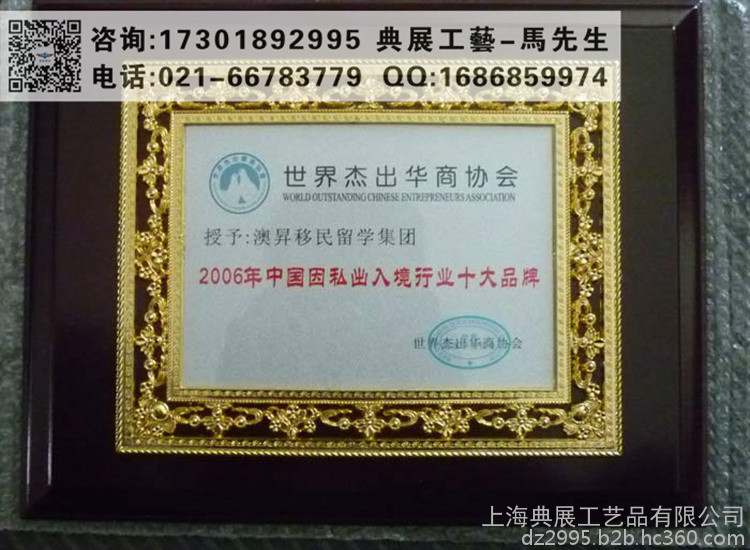 咨询:17301892995 典展工藝-馬先生
电话:021-66783779 QQ:1686859974
世界杰出华商协会
WORLD OUTSTANDING CHINESE ENTREPRENEURS ASSOCIATION
授予:澳昇移民留学集团
2006年中国因私出入境行业十大品牌
世界杰出华商协会
上海典展工艺品有限公司
dz2995.b2b.hc360.com